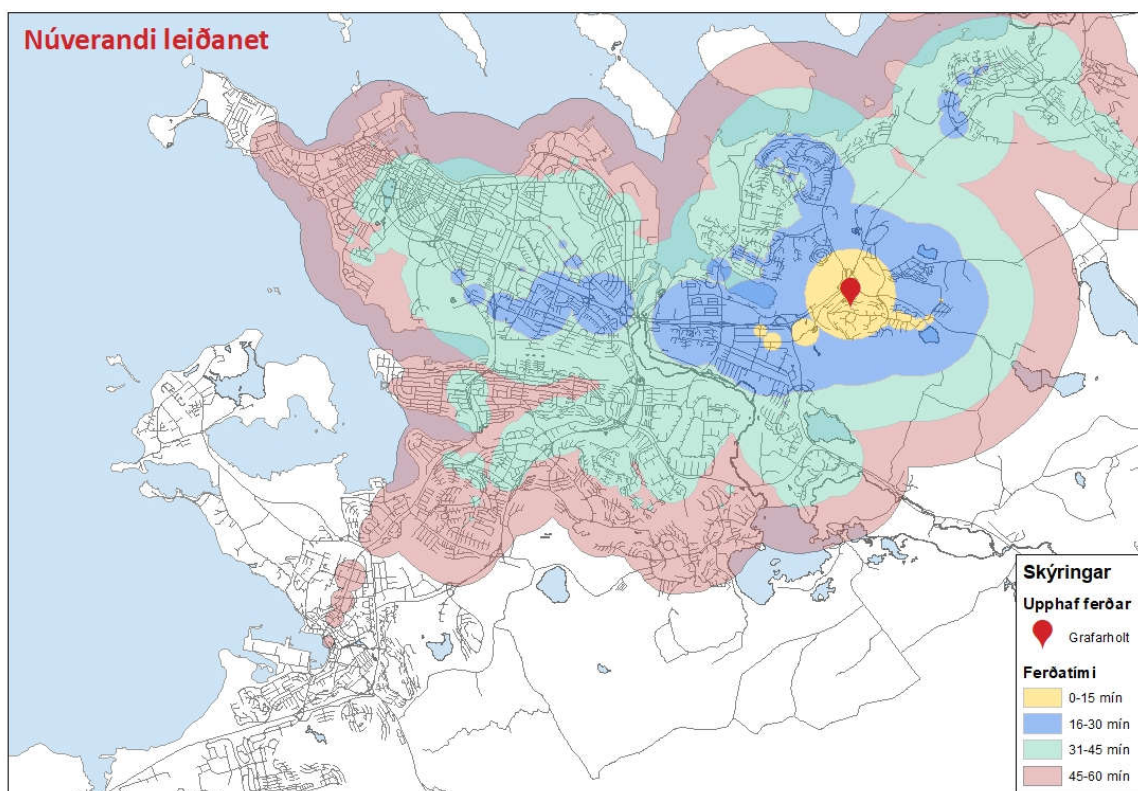 Núverandi leiðanet
Skýringar
Upphaf ferðar
Grafarholt
Ferðatími
0-15 mín
16-30 mín
31-45 mín
45-60 mín